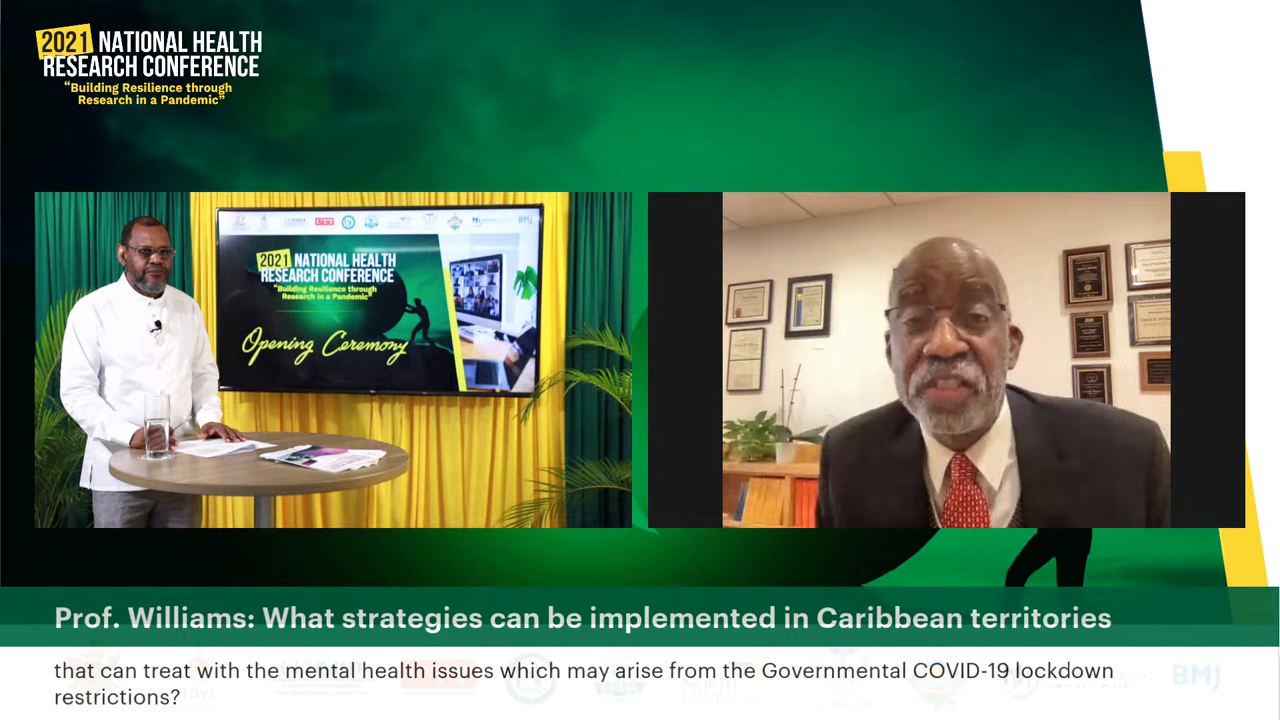 2021 NATIONAL HEALTH
RESEARCH CONFERENCE
“Building Resilience through
Research in a Pandemic”
2021 NATIONAL HEALTH
RESEARCH CONFERENCE
“Building Resilience through
Research in a Pandemic”
Opening Ceremony
BMJ
Prof. Williams: What strategies can be implemented in Caribbean territories
that can treat with the mental health issues which may arise from the Governmental COVID-19 lockdown
restrictions?
BMJ